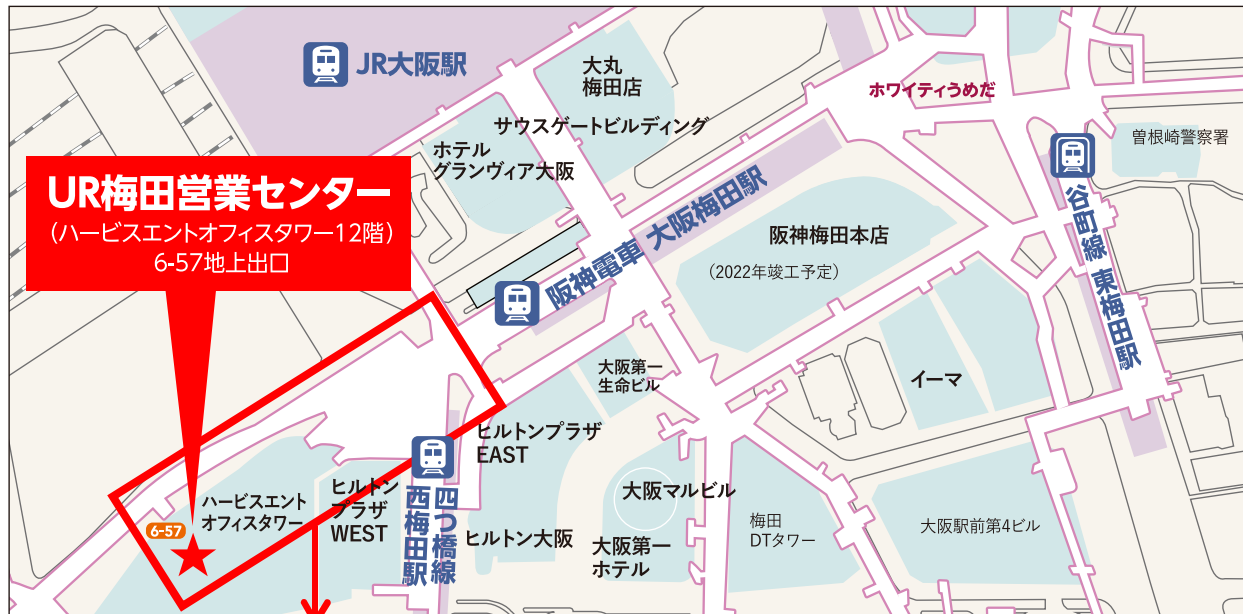 JR大阪駅
大丸
梅田店
サウスゲートビルディング
ホテル
グランヴィア大阪
ホワイティうめだ
曽根崎警察署
UR梅田営業センター
(ハービスエントオフィスタワー12階)
6-57地上出口
阪神電車 大阪梅田駅
阪神梅田本店
(2022年竣工予定)
谷町線 東梅田駅
大阪第一
生命ビル
イーマ
ヒルトンプラザ
EAST
ハービスエント
オフィスタワー
6-57
ヒルトン
プラザ
WEST
四つ橋線
西梅田駅
ヒルトン大阪
大阪マルビル
大阪第一
ホテル
梅田
DTタワー
大阪駅前第4ビル